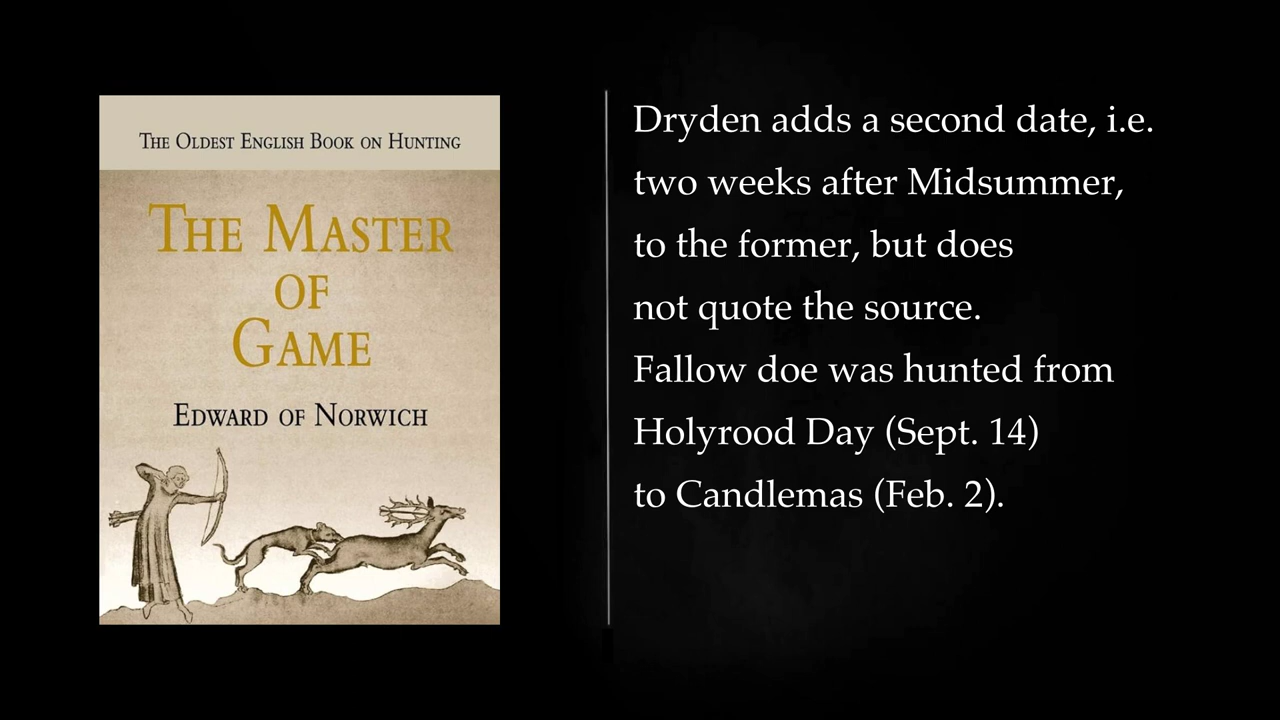 The Oldest English Book on Hunting
The Master
of
Game
Edward of Norwich
Dryden adds a second date, i.e.
two weeks after Midsummer,
to the former, but does
not quote the source.
Fallow doe was hunted from
Holyrood Day (Sept. 14)
to Candlemas (Feb. 2).